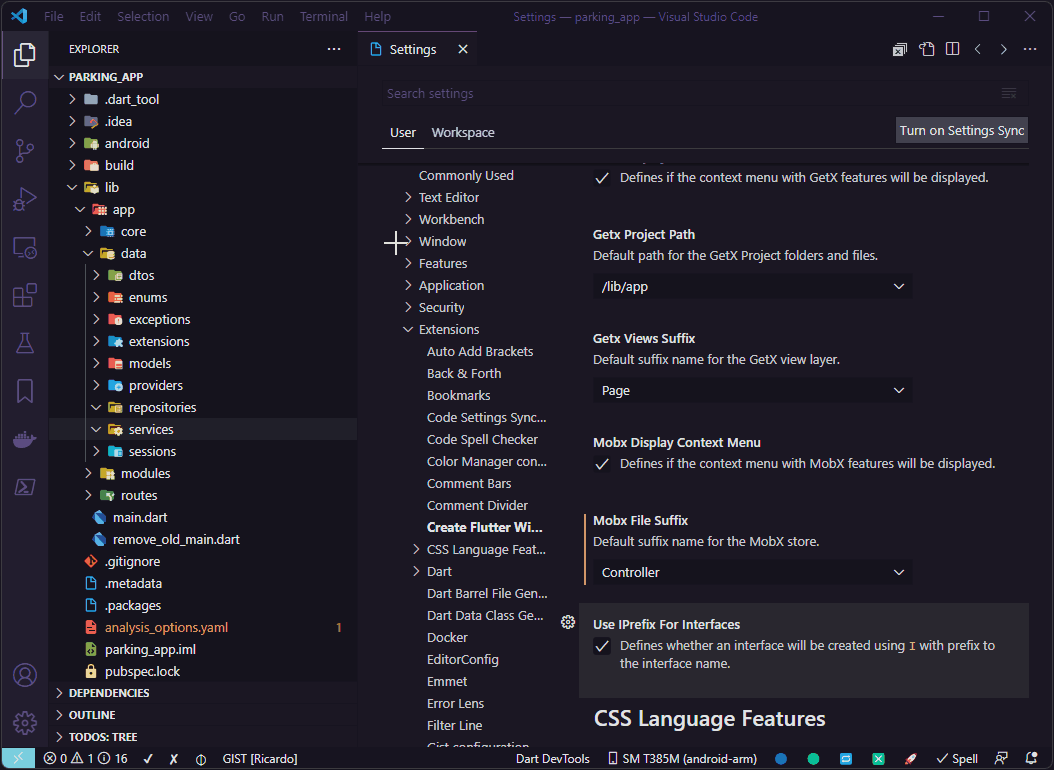 File Edit Selection View Go Run Terminal Help
Settings — parking_app — Visual Studio Code
EXPLORER
PARKING_APP
.dart_tool
.idea
android
build
lib
app
core
data
dtos
enums
exceptions
extensions
models
providers
repositories
services
sessions
modules
routes
main.dart
remove_old_main.dart
.gitignore
.metadata
.packages
analysis_options.yaml 1
parking_app.iml
pubspec.lock
DEPENDENCIES
OUTLINE
TODOS: TREE
Settings
Search settings
User Workspace
Turn on Settings Sync
Commonly Used
Text Editor
Workbench
Window
Features
Application
Security
Extensions
Auto Add Brackets
Back & Forth
Bookmarks
Code Settings Sync...
Code Spell Checker
Color Manager con...
Comment Bars
Comment Divider
Create Flutter Wi...
CSS Language Feat...
Dart
Dart Barrel File Gen...
Dart Data Class Ge...
Docker
EditorConfig
Emmet
Error Lens
Filter Line
Gist configuration
Defines if the context menu with GetX features will be displayed.
Getx Project Path
Default path for the GetX Project folders and files.
/lib/app
Getx Views Suffix
Default suffix name for the GetX view layer.
Page
Mobx Display Context Menu
Defines if the context menu with MobX features will be displayed.
Mobx File Suffix
Default suffix name for the MobX store.
Controller
Use IPrefix For Interfaces
Defines whether an interface will be created using I with prefix to
the interface name.
CSS Language Features
0 1 16 GIST [Ricardo] Dart DevTools SM T385M (android-arm) Spell